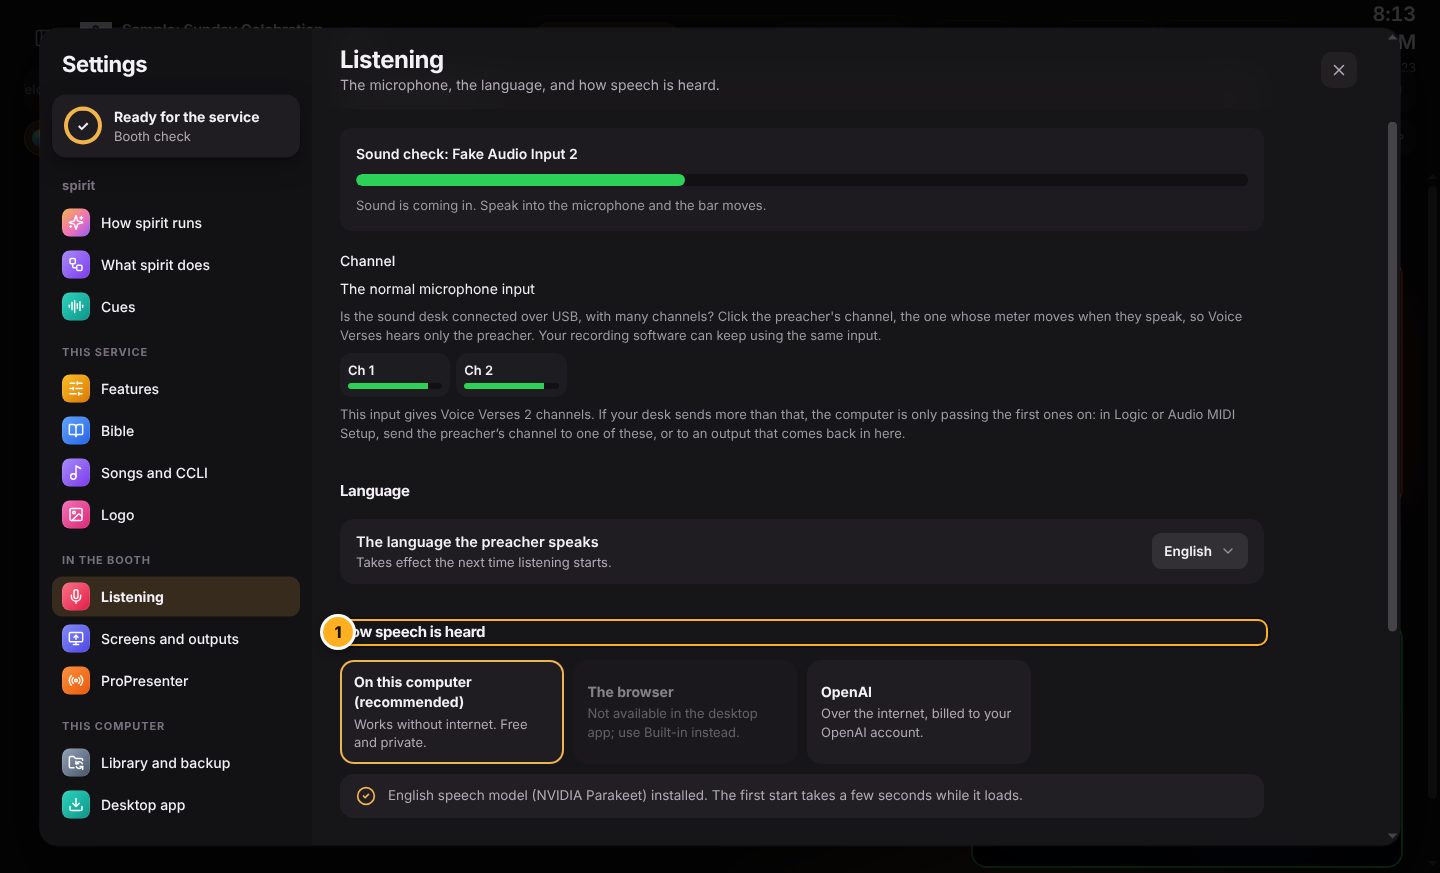 Settings
Ready for the service
Booth check
spirit
How spirit runs
What spirit does
Cues
THIS SERVICE
Features
Bible
Songs and CCLI
Logo
IN THE BOOTH
Listening
Screens and outputs
ProPresenter
THIS COMPUTER
Library and backup
Desktop app
8:13
Listening
The microphone, the language, and how speech is heard.
Sound check: Fake Audio Input 2
Sound is coming in. Speak into the microphone and the bar moves.
Channel
The normal microphone input
Is the sound desk connected over USB, with many channels? Click the preacher's channel, the one whose meter moves when they speak, so Voice
Verses hears only the preacher. Your recording software can keep using the same input.
Ch 1
Ch 2
This input gives Voice Verses 2 channels. If your desk sends more than that, the computer is only passing the first ones on: in Logic or Audio MIDI
Setup, send the preacher’s channel to one of these, or to an output that comes back in here.
Language
The language the preacher speaks
Takes effect the next time listening starts.
English
1
ow speech is heard
On this computer
(recommended)
Works without internet. Free
and private.
The browser
Not available in the desktop
app; use Built-in instead.
OpenAI
Over the internet, billed to your
OpenAI account.
English speech model (NVIDIA Parakeet) installed. The first start takes a few seconds while it loads.